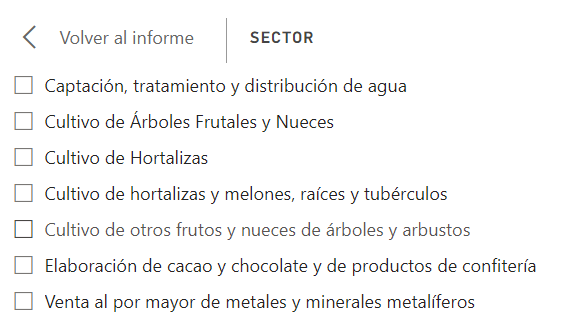 Volver al informe SECTOR
Captación, tratamiento y distribución de agua
Cultivo de Árboles Frutales y Nueces
Cultivo de Hortalizas
Cultivo de hortalizas y melones, raíces y tubérculos
Cultivo de otros frutos y nueces de árboles y arbustos
Elaboración de cacao y chocolate y de productos de confitería
Venta al por mayor de metales y minerales metalíferos